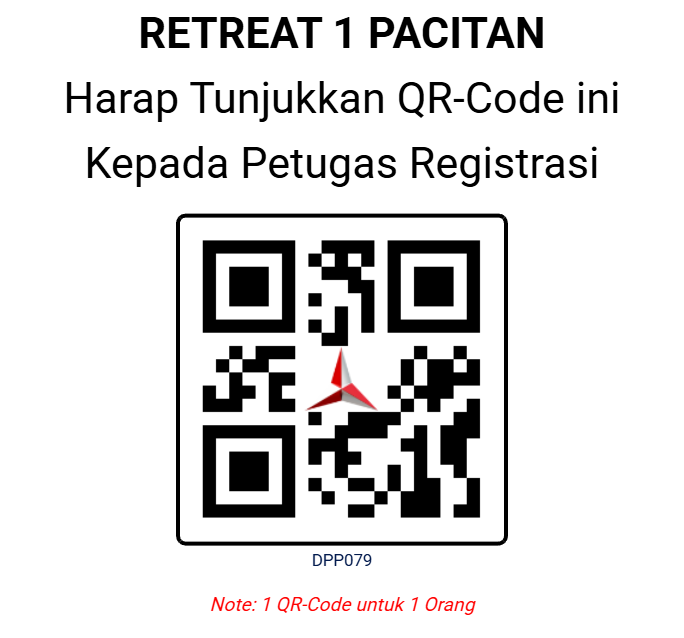 RETREAT 1 PACITAN
Harap Tunjukkan QR-Code ini
Kepada Petugas Registrasi
DPP079
Note: 1 QR-Code untuk 1 Orang